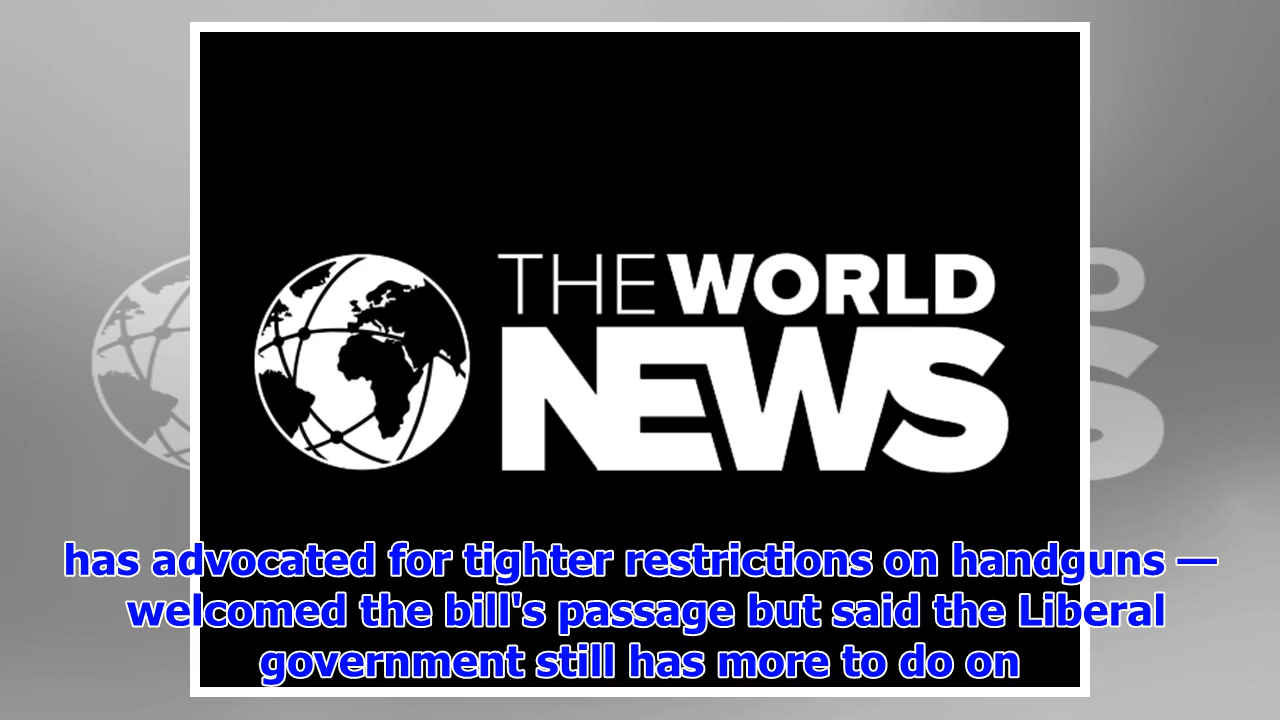 THE WORLD
NEWS
has advocated for tighter restrictions on handguns —
welcomed the bill's passage but said the Liberal
government still has more to do on